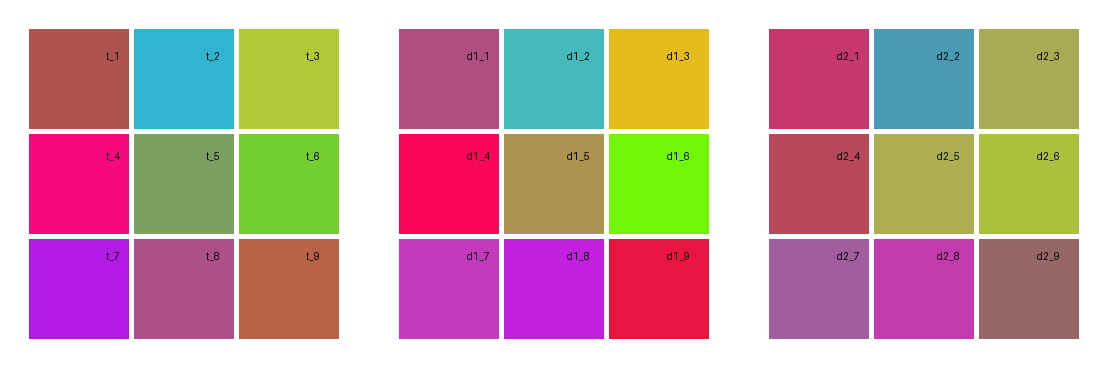 t_1 t_2 t_3 d1_1 d1_2 d1_3 d2_1 d2_2 d2_3
t_4 t_5 t_6 d1_4 d1_5 d1_6 d2_4 d2_5 d2_6
t_7 t_8 t_9 d1_7 d1_8 d1_9 d2_7 d2_8 d2_9